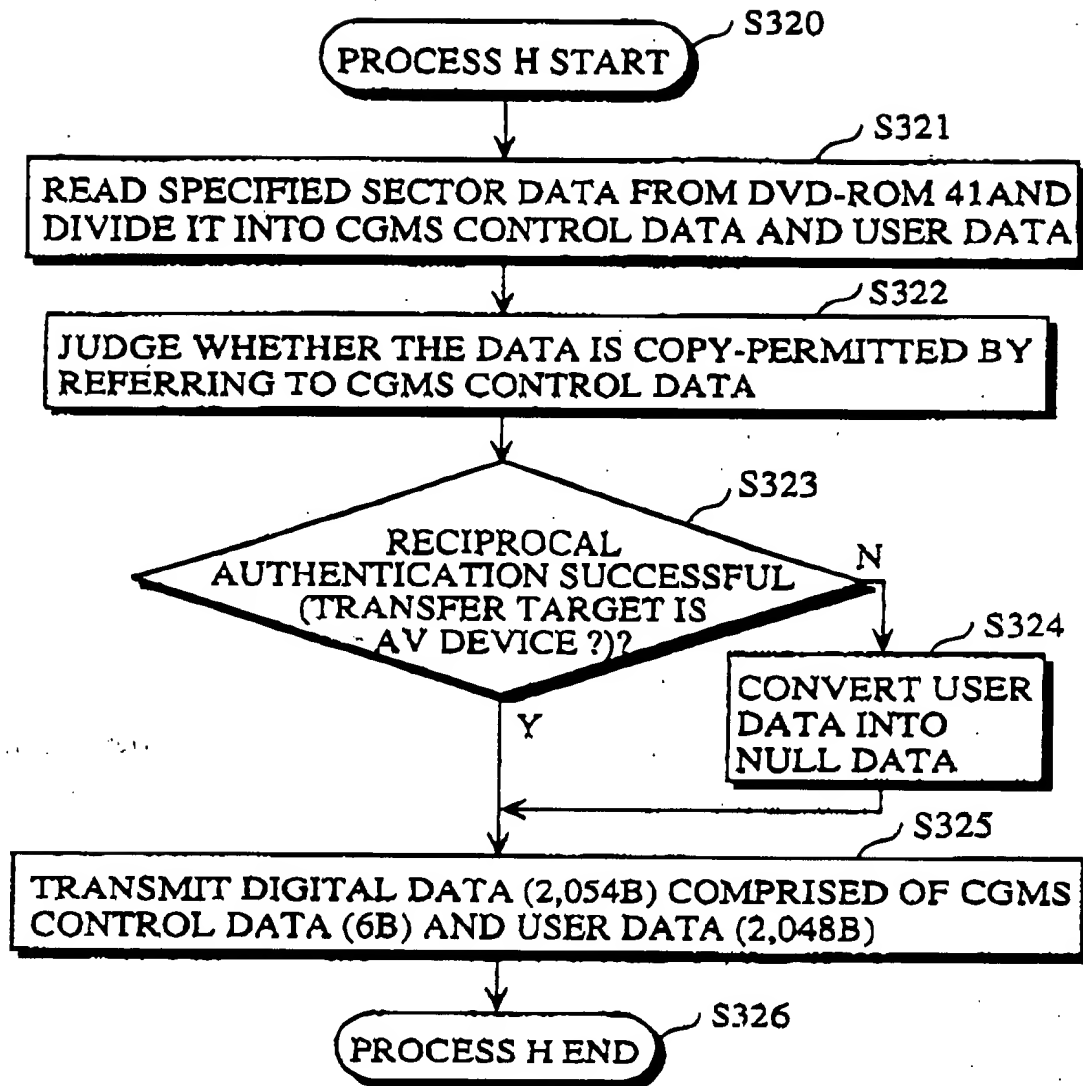 S320
PROCESS H START
S321
READ SPECIFIED SECTOR DATA FROM DVD-ROM 41AND
DIVIDE IT INTO CGMS CONTROL DATA AND USER DATA
S322
JUDGE WHETHER THE DATA IS COPY-PERMITTED BY
REFERRING TO CGMS CONTROL DATA
S323
RECIPROCAL
AUTHENTICATION SUCCESSFUL
(TRANSFER TARGET IS
AV DEVICE ?)?
N
S324
CONVERT USER
DATA INTO
NULL DATA
Y
S325
TRANSMIT DIGITAL DATA (2,054B) COMPRISED OF CGMS
CONTROL DATA (6B) AND USER DATA (2,048B)
S326
PROCESS H END